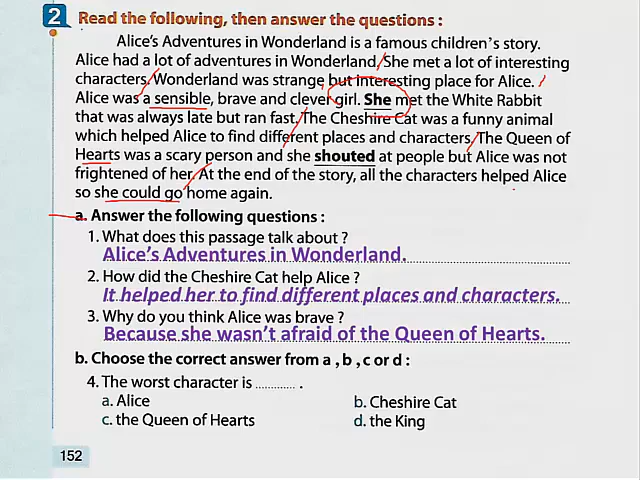 2 Read the following, then answer the questions :
Alice's Adventures in Wonderland is a famous children's story.
Alice had a lot of adventures in Wonderland. She met a lot of interesting
characters. Wonderland was strange, but interesting place for Alice.
Alice was a sensible, brave and clever girl. She met the White Rabbit
that was always late but ran fast. The Cheshire Cat was a funny animal
which helped Alice to find different places and characters. The Queen of
Hearts was a scary person and she shouted at people but Alice was not
frightened of her. At the end of the story, all the characters helped Alice
so she could go home again.
a. Answer the following questions :
1. What does this passage talk about ?
Alice's Adventures in Wonderland.
2. How did the Cheshire Cat help Alice ?
It helped her to find different places and characters.
3. Why do you think Alice was brave ?
Because she wasn't afraid of the Queen of Hearts.
b. Choose the correct answer from a , b , c or d :
4. The worst character is ............. .
a. Alice b. Cheshire Cat
c. the Queen of Hearts d. the King
152